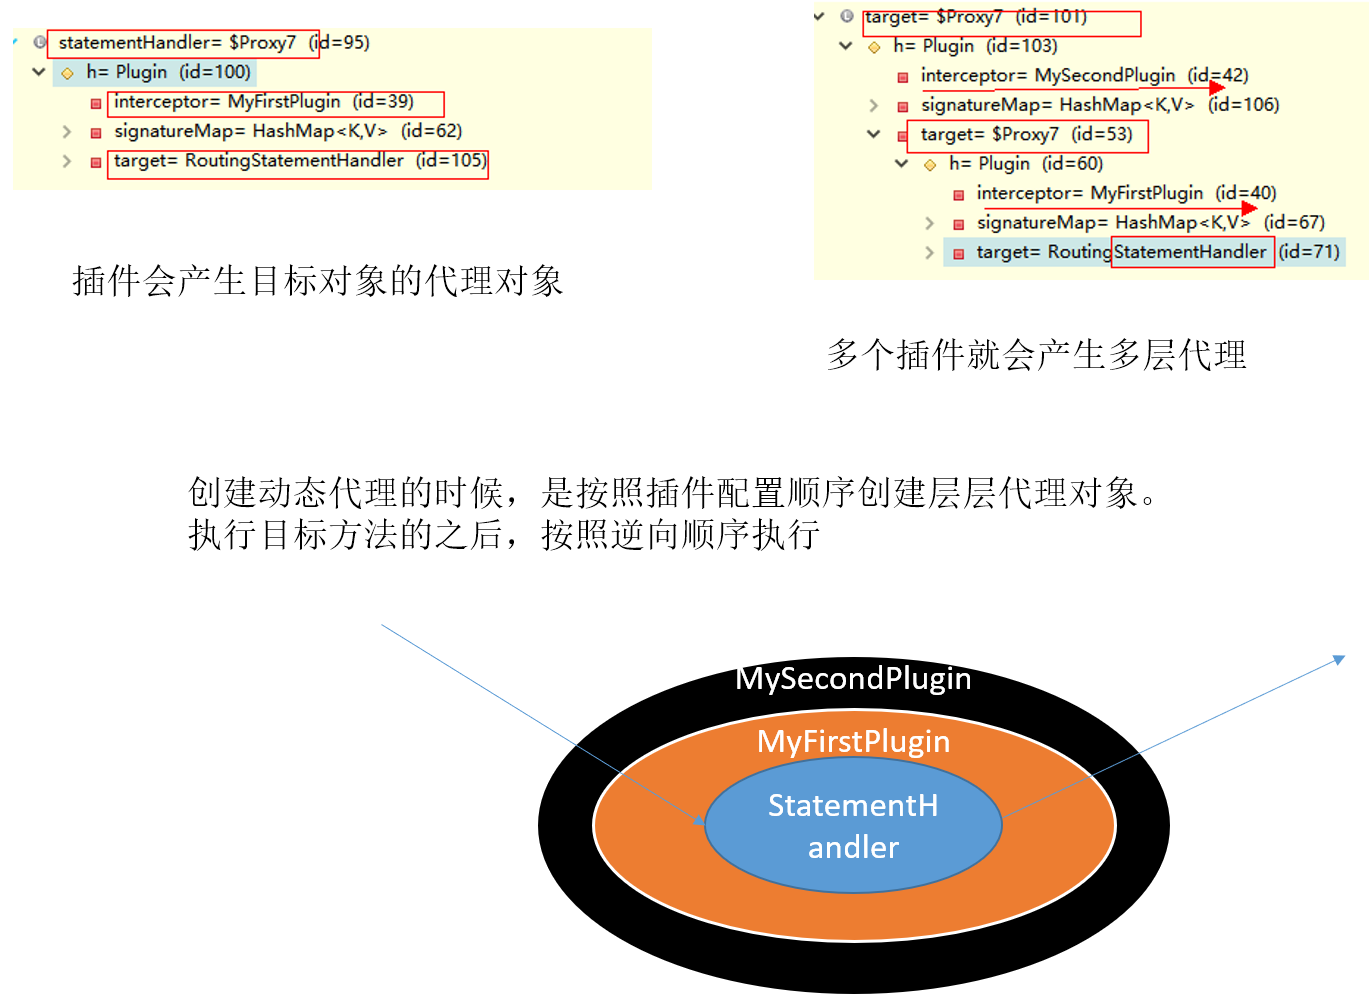 statementHandler= $Proxy7 (id=95)
h= Plugin (id=100)
interceptor= MyFirstPlugin (id=39)
signatureMap= HashMap<K,V> (id=62)
target= RoutingStatementHandler (id=105)
插件会产生目标对象的代理对象
target= $Proxy7 (id=101)
h= Plugin (id=103)
interceptor= MySecondPlugin (id=42)
signatureMap= HashMap<K,V> (id=106)
target= $Proxy7 (id=53)
h= Plugin (id=60)
interceptor= MyFirstPlugin (id=40)
signatureMap= HashMap<K,V> (id=67)
target= RoutingStatementHandler (id=71)
多个插件就会产生多层代理
创建动态代理的时候，是按照插件配置顺序创建层层代理对象。
执行目标方法的之后，按照逆向顺序执行
MySecondPlugin
MyFirstPlugin
StatementH
andler